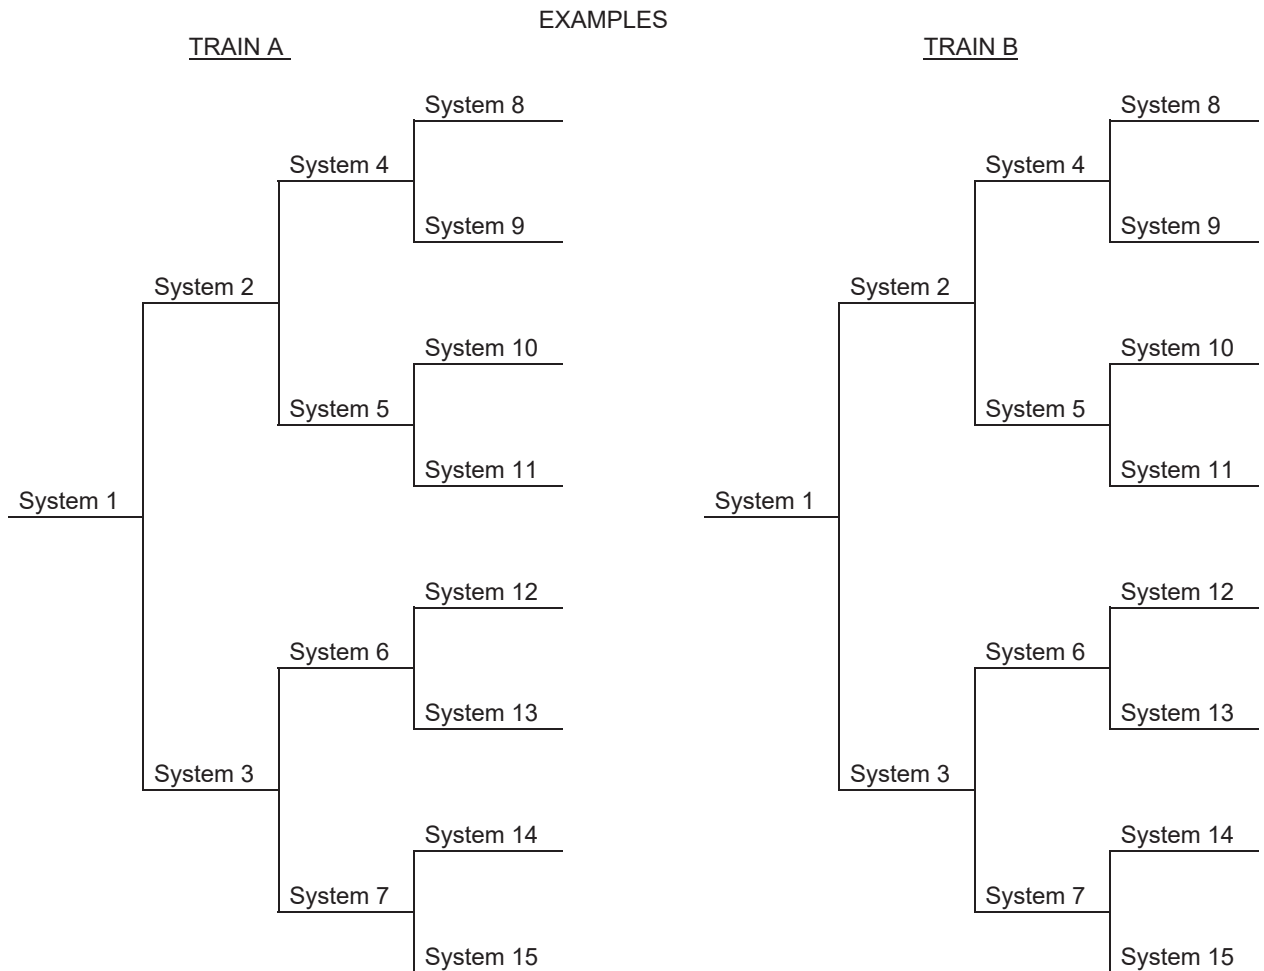 EXAMPLES
TRAIN A
TRAIN B
System 8
System 8
System 4
System 4
System 9
System 9
System 2
System 2
System 10
System 10
System 5
System 5
System 11
System 11
System 1
System 1
System 12
System 12
System 6
System 6
System 13
System 13
System 3
System 3
System 14
System 14
System 7
System 7
System 15
System 15